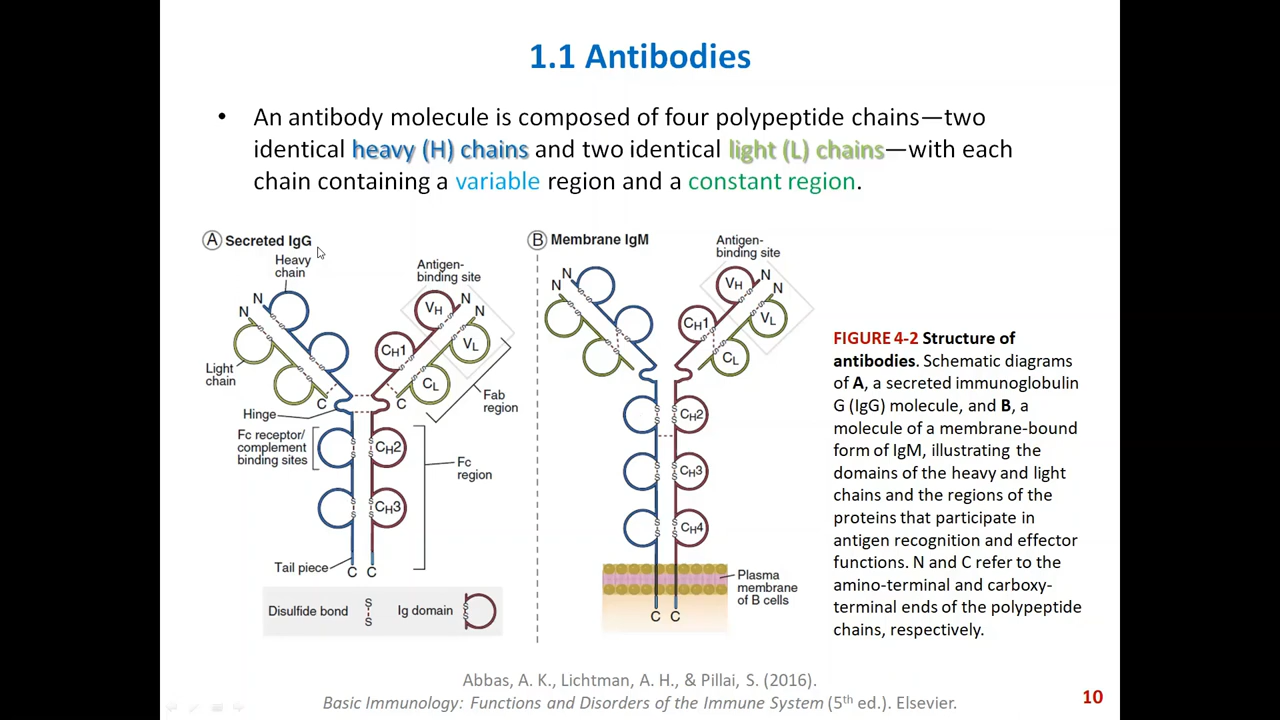 1.1 Antibodies
• An antibody molecule is composed of four polypeptide chains—two
identical heavy (H) chains and two identical light (L) chains—with each
chain containing a variable region and a constant region.
A Secreted IgG
Heavy
chain
Antigen-
binding site
N
N
N
N
VH
VL
CH1
CL
Light
chain
C
C
Hinge
Fab
region
Fc receptor/
complement
binding sites
CH2
Fc
region
CH3
Tail piece
C C
Disulfide bond
S
S
Ig domain
B Membrane IgM
Antigen-
binding site
N
N
N
N
VH
VL
CH1
CL
CH2
CH3
CH4
Plasma
membrane
of B cells
C C
FIGURE 4-2 Structure of
antibodies. Schematic diagrams
of A, a secreted immunoglobulin
G (IgG) molecule, and B, a
molecule of a membrane-bound
form of IgM, illustrating the
domains of the heavy and light
chains and the regions of the
proteins that participate in
antigen recognition and effector
functions. N and C refer to the
amino-terminal and carboxy-
terminal ends of the polypeptide
chains, respectively.
Abbas, A. K., Lichtman, A. H., & Pillai, S. (2016).
Basic Immunology: Functions and Disorders of the Immune System (5th ed.). Elsevier.
10